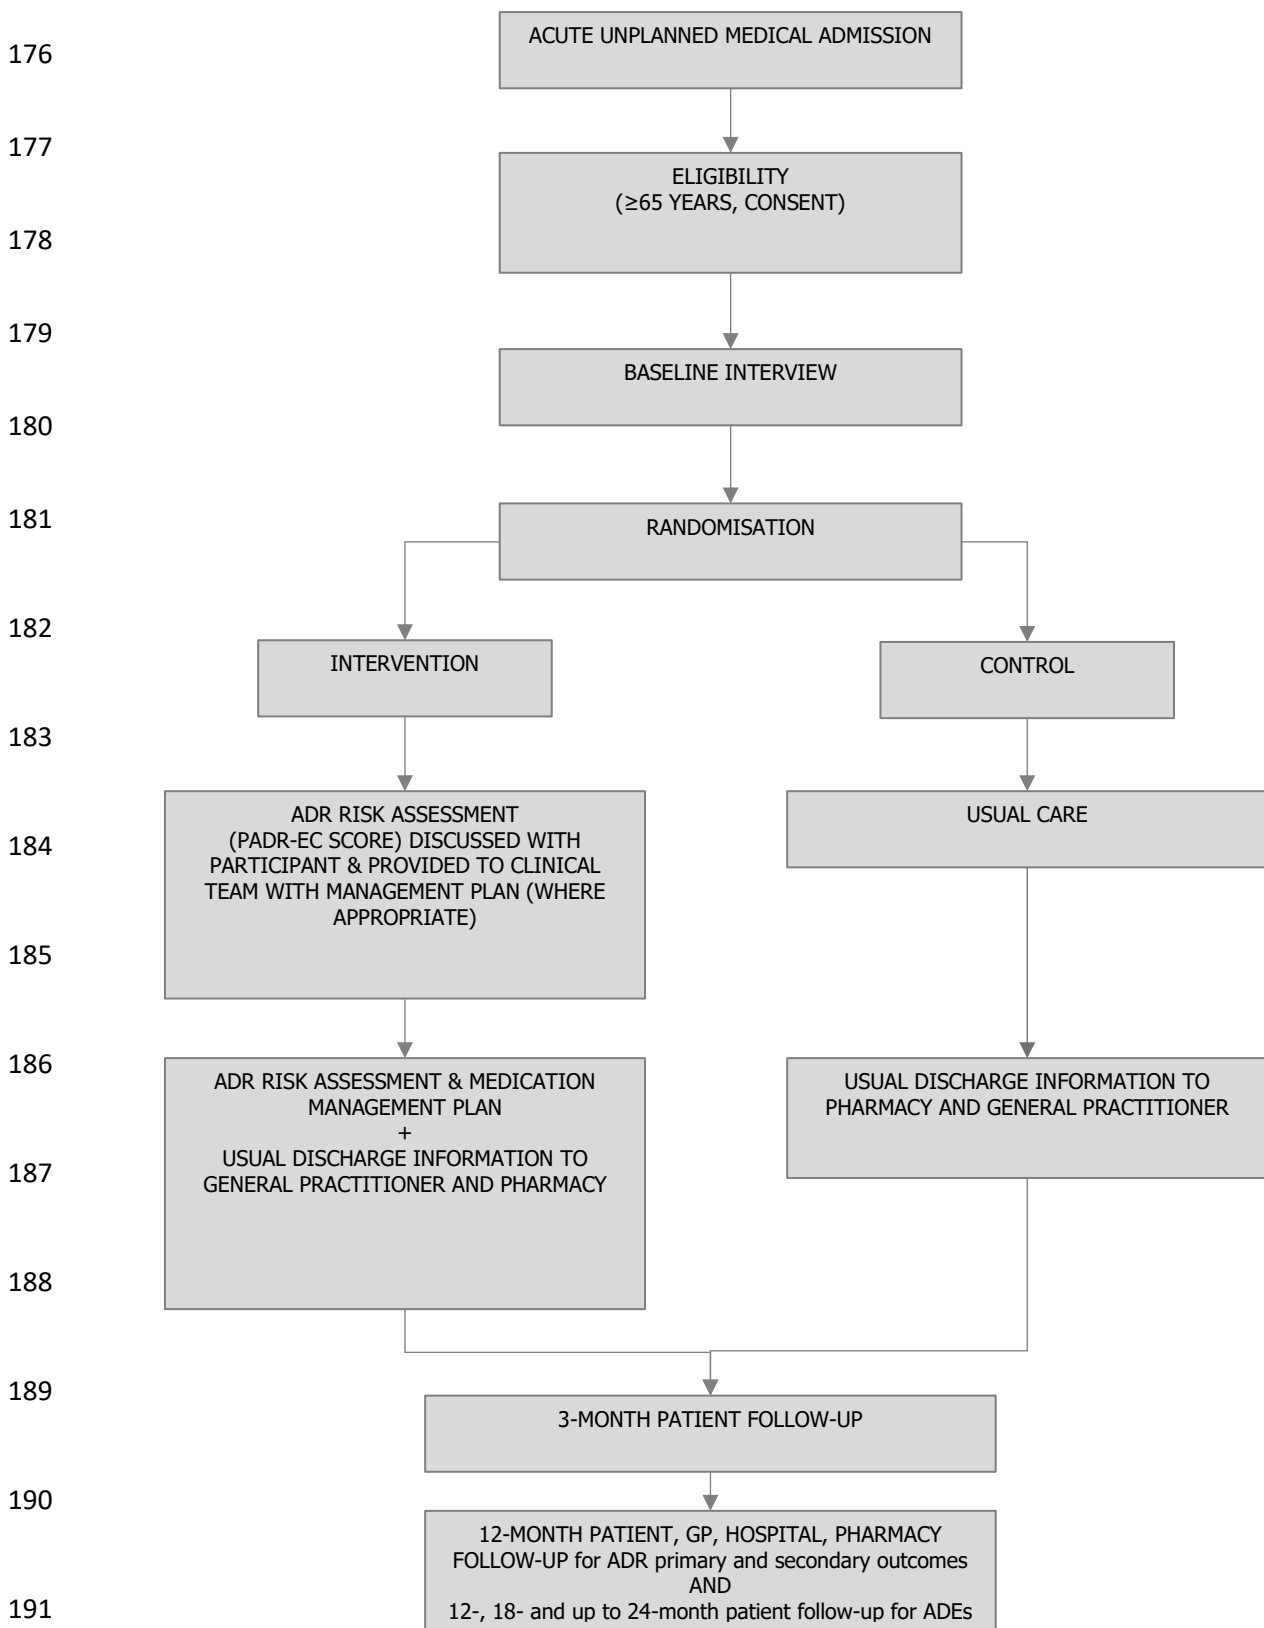 176
ACUTE UNPLANNED MEDICAL ADMISSION
177
ELIGIBILITY
(≥65 YEARS, CONSENT)
178
179
BASELINE INTERVIEW
180
181
RANDOMISATION
182
INTERVENTION
CONTROL
183
ADR RISK ASSESSMENT
(PADR-EC SCORE) DISCUSSED WITH
PARTICIPANT & PROVIDED TO CLINICAL
TEAM WITH MANAGEMENT PLAN (WHERE
APPROPRIATE)
USUAL CARE
184
185
186
ADR RISK ASSESSMENT & MEDICATION
MANAGEMENT PLAN
+
USUAL DISCHARGE INFORMATION TO
GENERAL PRACTITIONER AND PHARMACY
USUAL DISCHARGE INFORMATION TO
PHARMACY AND GENERAL PRACTITIONER
187
188
189
3-MONTH PATIENT FOLLOW-UP
190
12-MONTH PATIENT, GP, HOSPITAL, PHARMACY
FOLLOW-UP for ADR primary and secondary outcomes
AND
12-, 18- and up to 24-month patient follow-up for ADEs
191